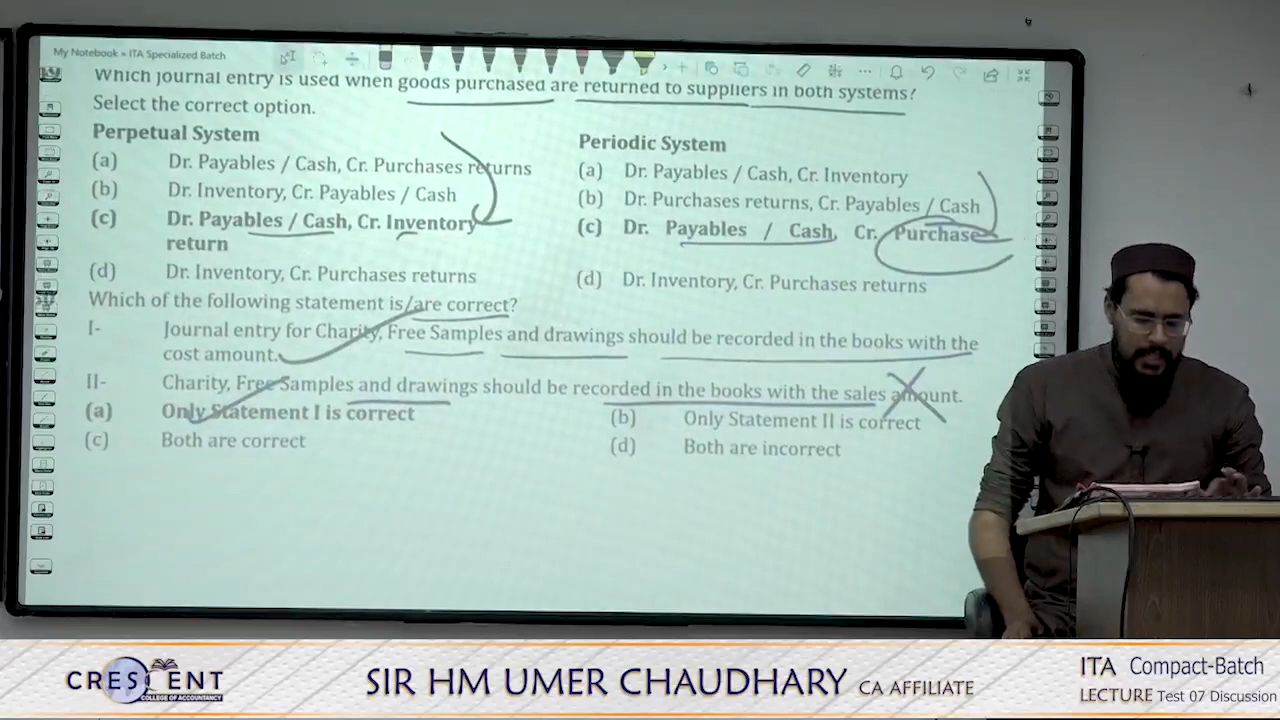 My Notebook » ITA Specialized Batch
Which journal entry is used when goods purchased are returned to suppliers in both systems?
Select the correct option.
Perpetual System
(a) Dr. Payables / Cash, Cr. Purchases returns
(b) Dr. Inventory, Cr. Payables / Cash
(c) Dr. Payables / Cash, Cr. Inventory
return
(d) Dr. Inventory, Cr. Purchases returns
Periodic System
(a) Dr. Payables / Cash, Cr. Inventory
(b) Dr. Purchases returns, Cr. Payables / Cash
(c) Dr. Payables / Cash, Cr. Purchase
(d) Dr. Inventory, Cr. Purchases returns
Which of the following statement is/are correct?
I- Journal entry for Charity, Free Samples and drawings should be recorded in the books with the
cost amount.
II- Charity, Free Samples and drawings should be recorded in the books with the sales amount.
(a) Only Statement I is correct (b) Only Statement II is correct
(c) Both are correct (d) Both are incorrect
CRESCENT
COLLEGE OF ACCOUNTANCY
SIR HM UMER CHAUDHARY CA AFFILIATE
ITA Compact-Batch
LECTURE Test 07 Discussion